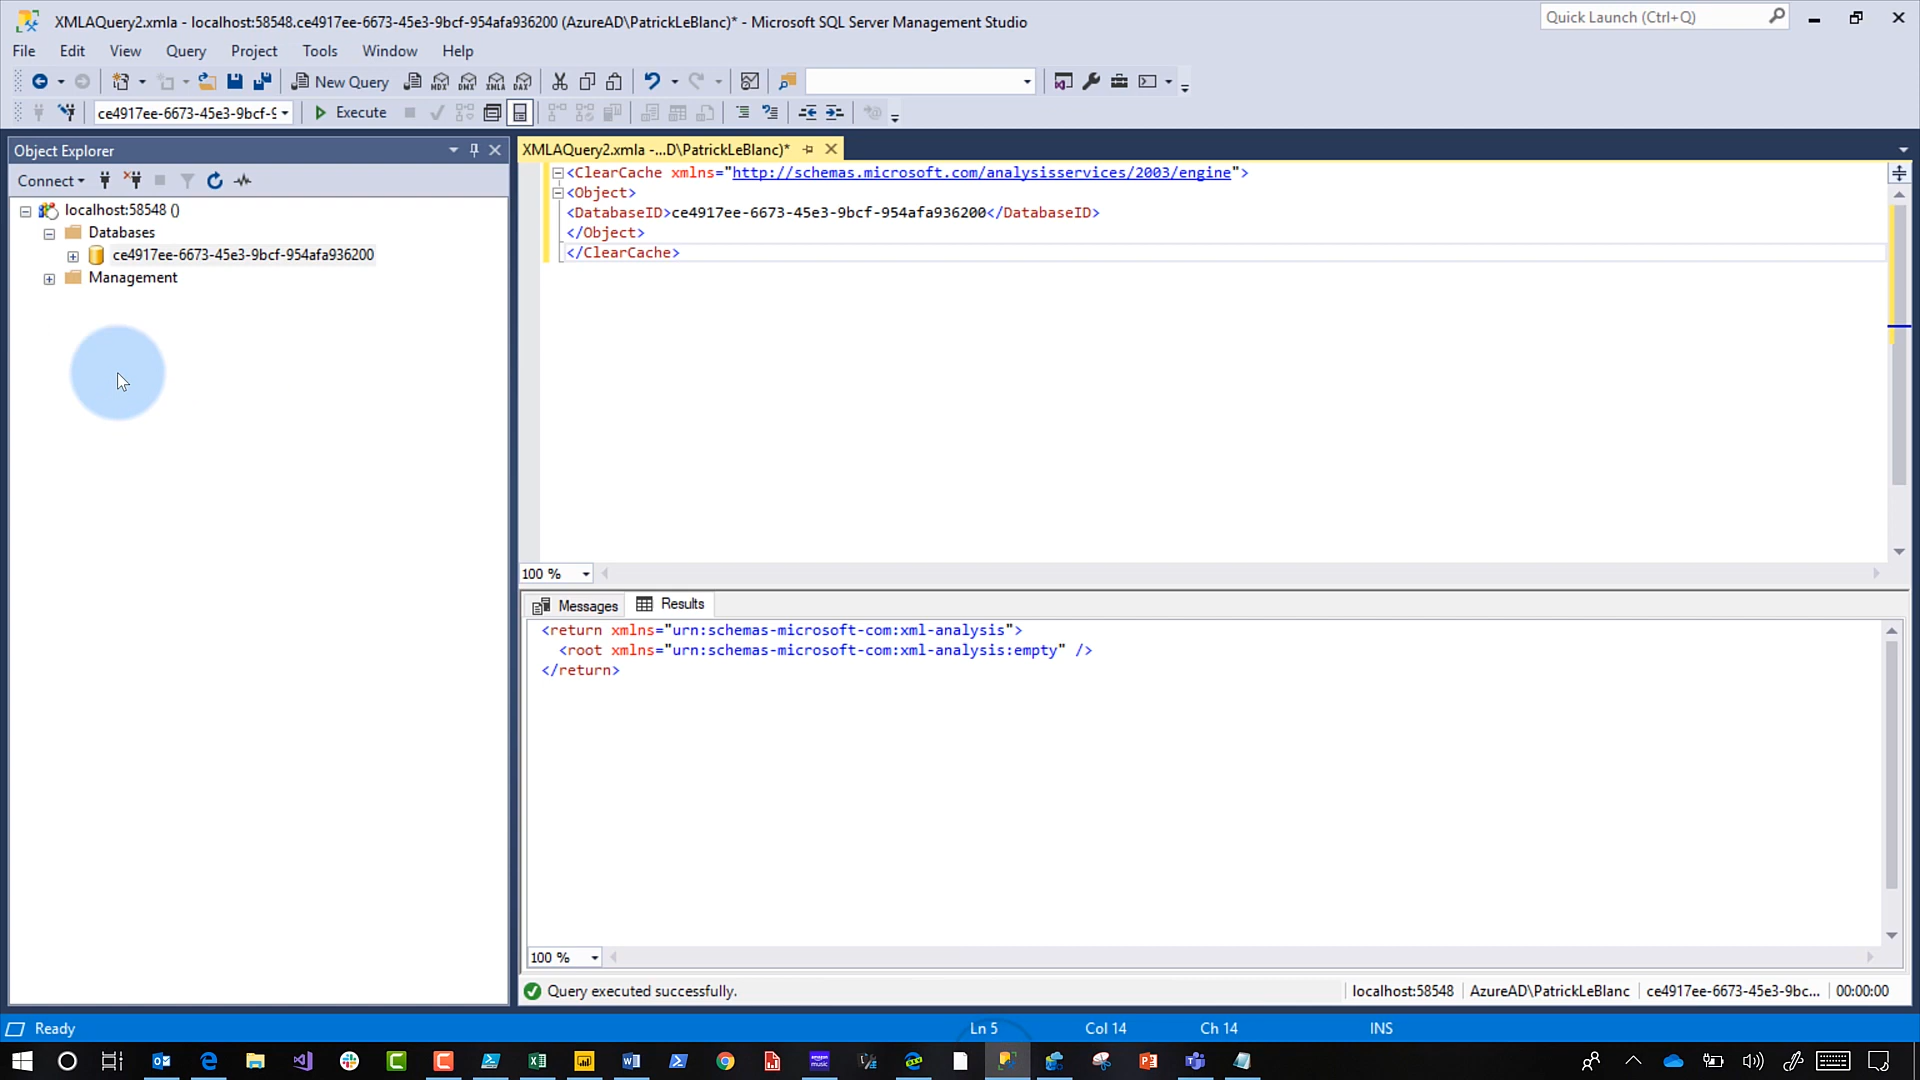 XMLAQuery2.xmla - localhost:58548.ce4917ee-6673-45e3-9bcf-954afa936200 (AzureAD\PatrickLeBlanc)* - Microsoft SQL Server Management Studio
Quick Launch (Ctrl+Q)
File Edit View Query Project Tools Window Help
New Query MDX DMX XMLA DAX
ce4917ee-6673-45e3-9bcf-9 Execute
Object Explorer
Connect
localhost:58548 ()
Databases
ce4917ee-6673-45e3-9bcf-954afa936200
Management
XMLAQuery2.xmla -...D\PatrickLeBlanc)*
<ClearCache xmlns="http://schemas.microsoft.com/analysisservices/2003/engine">
<Object>
<DatabaseID>ce4917ee-6673-45e3-9bcf-954afa936200</DatabaseID>
</Object>
</ClearCache>
100 %
Messages Results
<return xmlns="urn:schemas-microsoft-com:xml-analysis">
<root xmlns="urn:schemas-microsoft-com:xml-analysis:empty" />
</return>
100 %
Query executed successfully.
localhost:58548 AzureAD\PatrickLeBlanc ce4917ee-6673-45e3-9bc... 00:00:00
Ready Ln 5 Col 14 Ch 14 INS